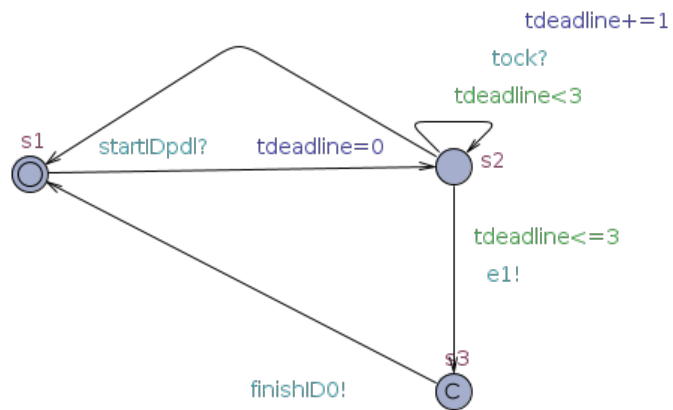 tdeadline+=1
tock?
tdeadline<3
s1
startIDpdl? tdeadline=0
s2
tdeadline<=3
e1!
s3
finishID0!
C